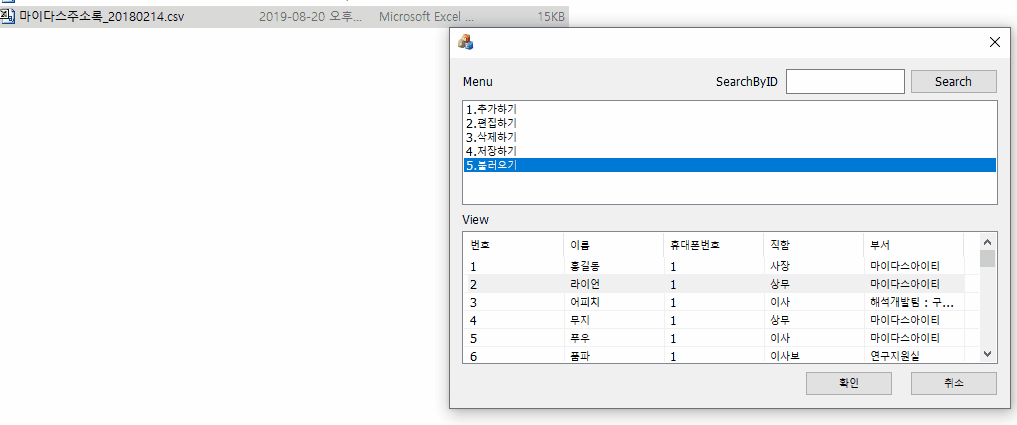 마이다스주소록_20180214.csv 2019-08-20 오후... Microsoft Excel ... 15KB
Menu SearchByID Search
1.추가하기
2.편집하기
3.삭제하기
4.저장하기
5.불러오기
View
번호 이름 휴대폰번호 직함 부서
1 홍길동 1 사장 마이다스아이티
2 라이언 1 상무 마이다스아이티
3 어피치 1 이사 해석개발팀 : 구...
4 무지 1 상무 마이다스아이티
5 푸우 1 이사 마이다스아이티
6 품파 1 이사보 연구지원실
확인 취소